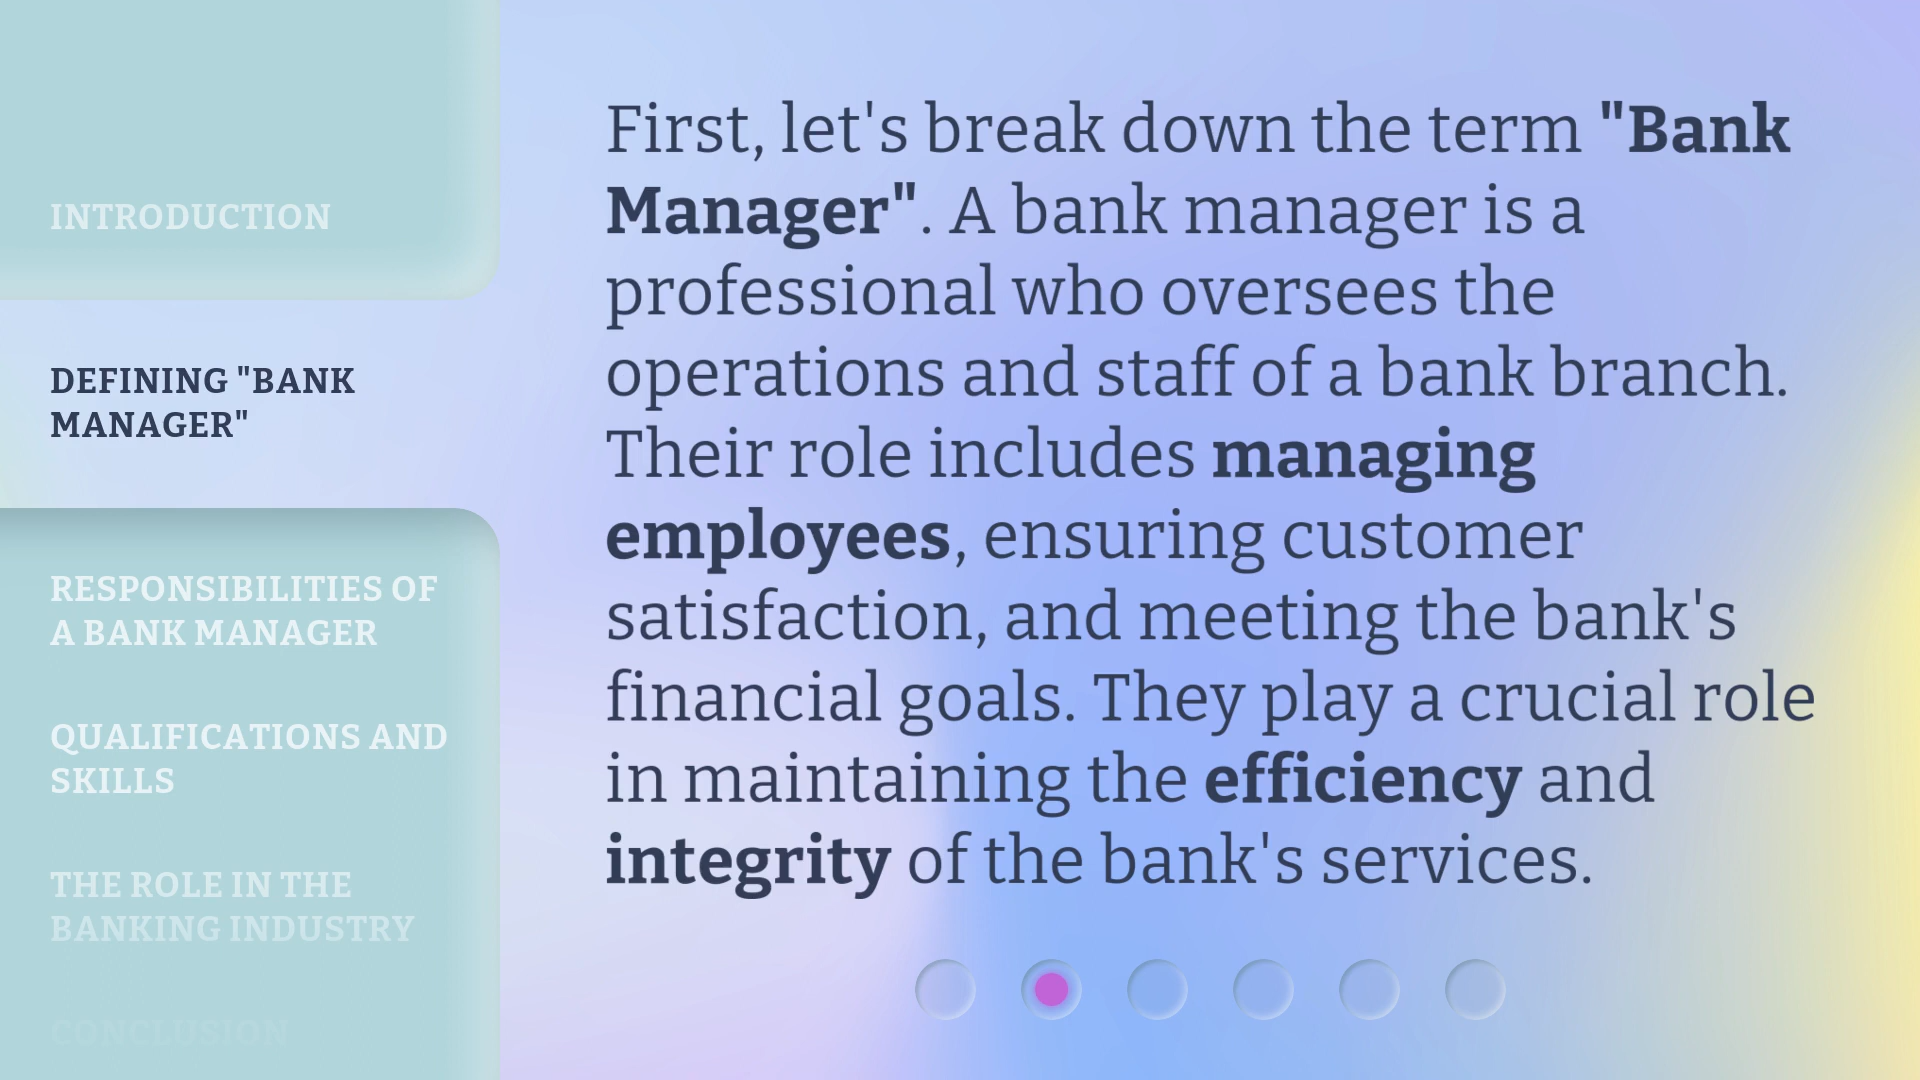 INTRODUCTION
DEFINING "BANK
MANAGER"
RESPONSIBILITIES OF
A BANK MANAGER
QUALIFICATIONS AND
SKILLS
THE ROLE IN THE
BANKING INDUSTRY
CONCLUSION
First, let's break down the term "Bank
Manager". A bank manager is a
professional who oversees the
operations and staff of a bank branch.
Their role includes managing
employees, ensuring customer
satisfaction, and meeting the bank's
financial goals. They play a crucial role
in maintaining the efficiency and
integrity of the bank's services.